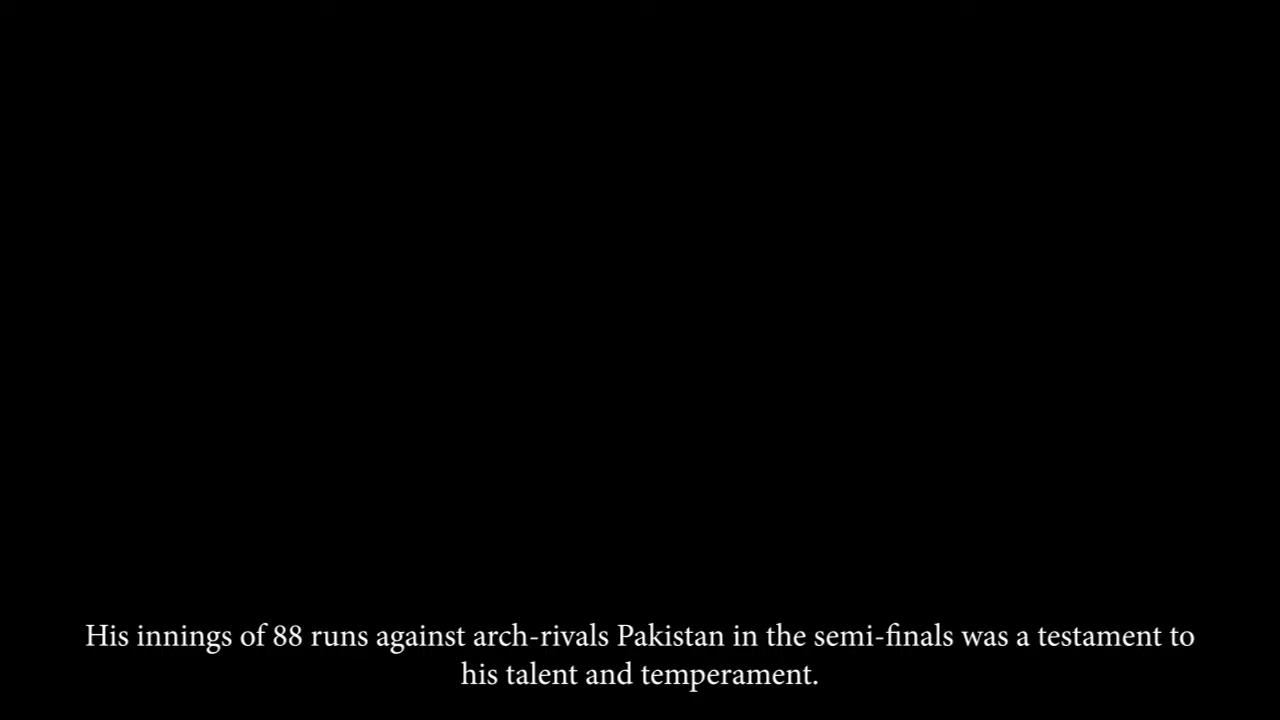 His innings of 88 runs against arch-rivals Pakistan in the semi-finals was a testament to
his talent and temperament.